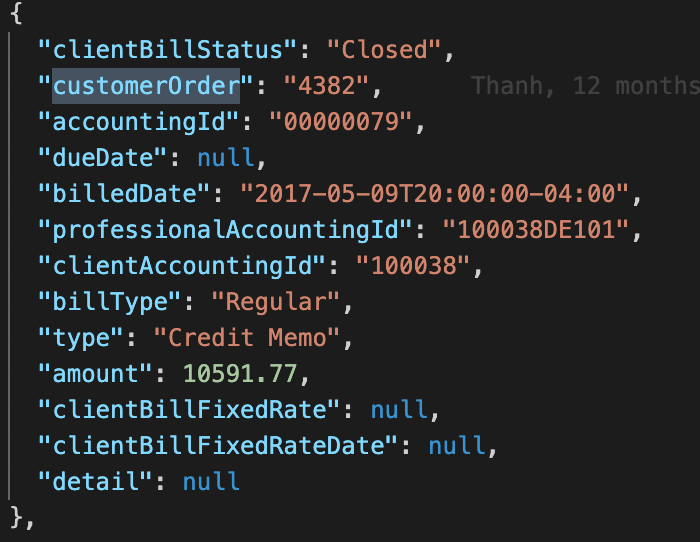 {
"clientBillStatus": "Closed",
"customerOrder": "4382", Thanh, 12 months
"accountingId": "00000079",
"dueDate": null,
"billedDate": "2017-05-09T20:00:00-04:00",
"professionalAccountingId": "100038DE101",
"clientAccountingId": "100038",
"billType": "Regular",
"type": "Credit Memo",
"amount": 10591.77,
"clientBillFixedRate": null,
"clientBillFixedRateDate": null,
"detail": null
},